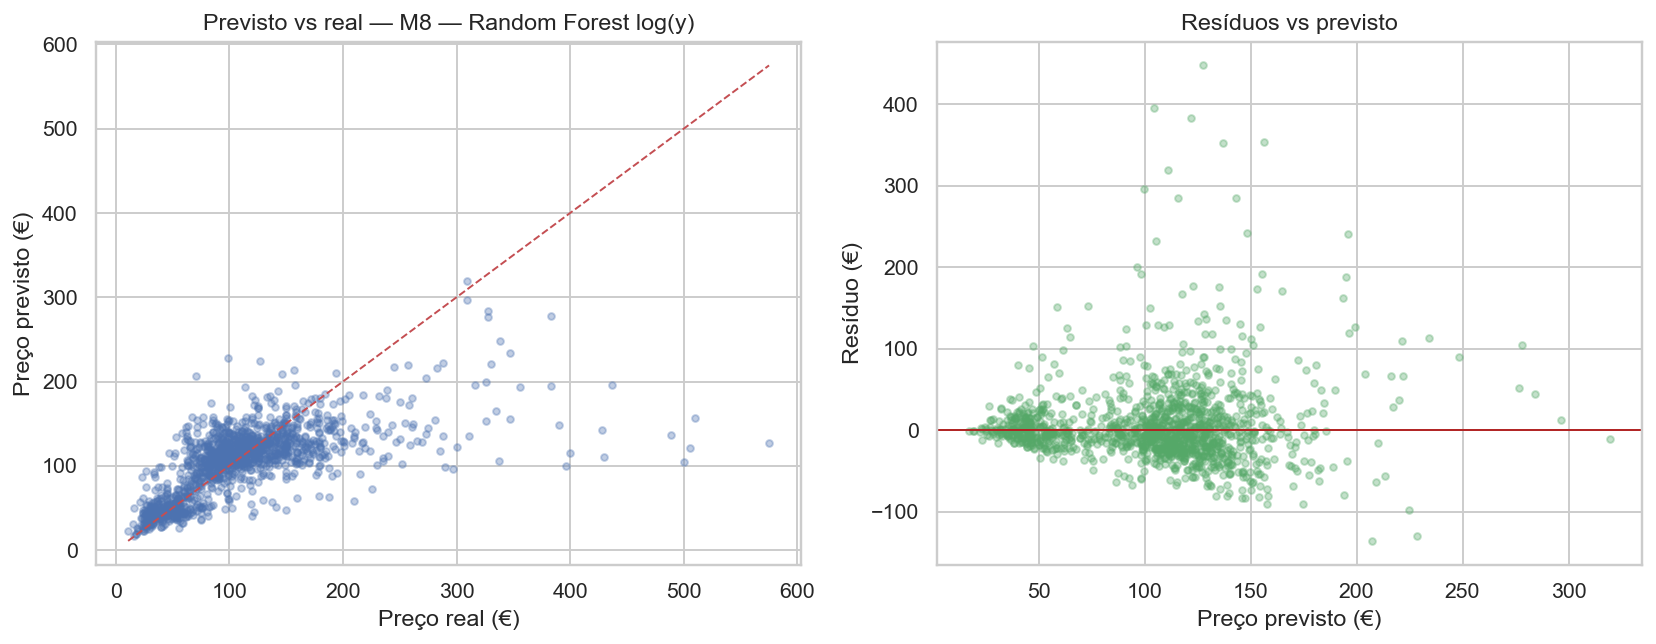 Previsto vs real — M8 — Random Forest log(y)
Preço previsto (€)
600
500
400
300
200
100
0
0 100 200 300 400 500 600
Preço real (€)
Resíduos vs previsto
Resíduo (€)
400
300
200
100
0
−100
50 100 150 200 250 300
Preço previsto (€)